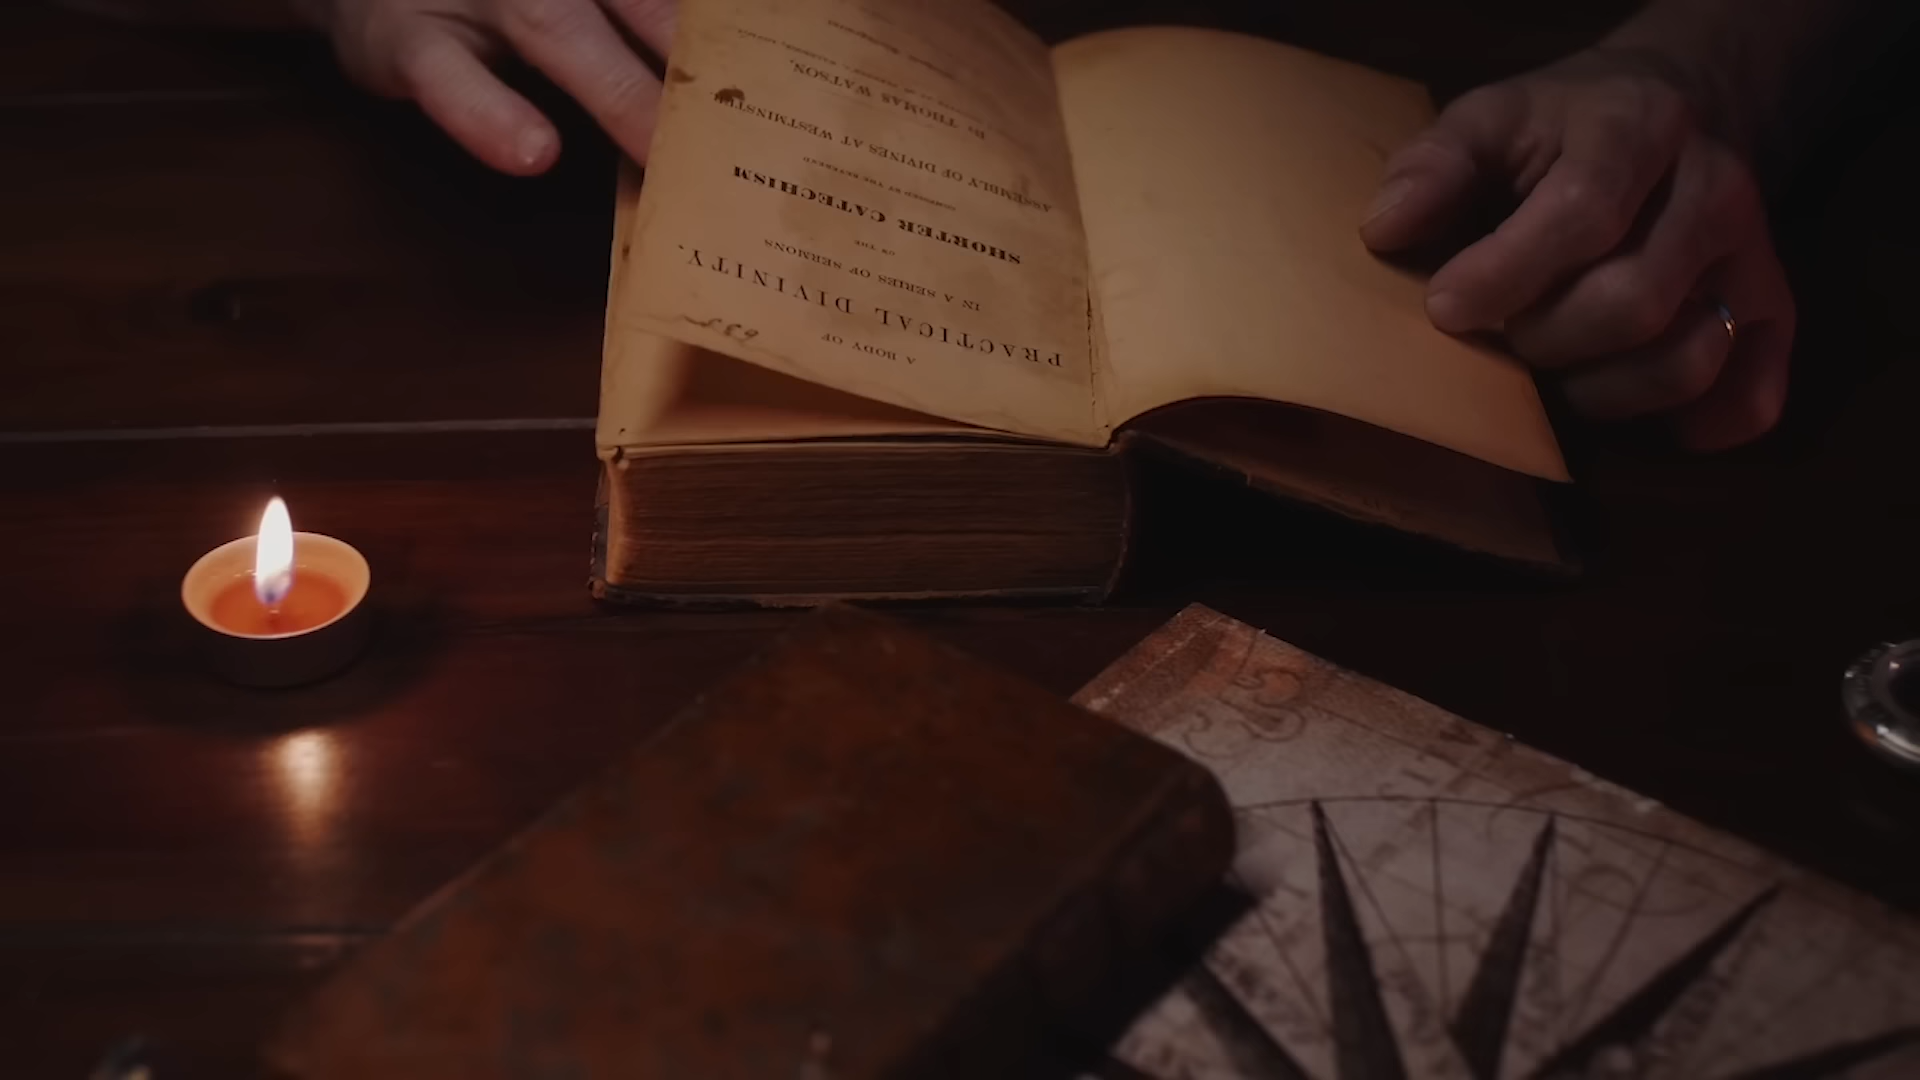 A BODY OF
PRACTICAL DIVINITY,
IN A SERIES OF SERMONS
ON THE
SHORTER CATECHISM
COMPOSED BY THE REVEREND
ASSEMBLY OF DIVINES AT WESTMINSTER
By THOMAS WATSON,